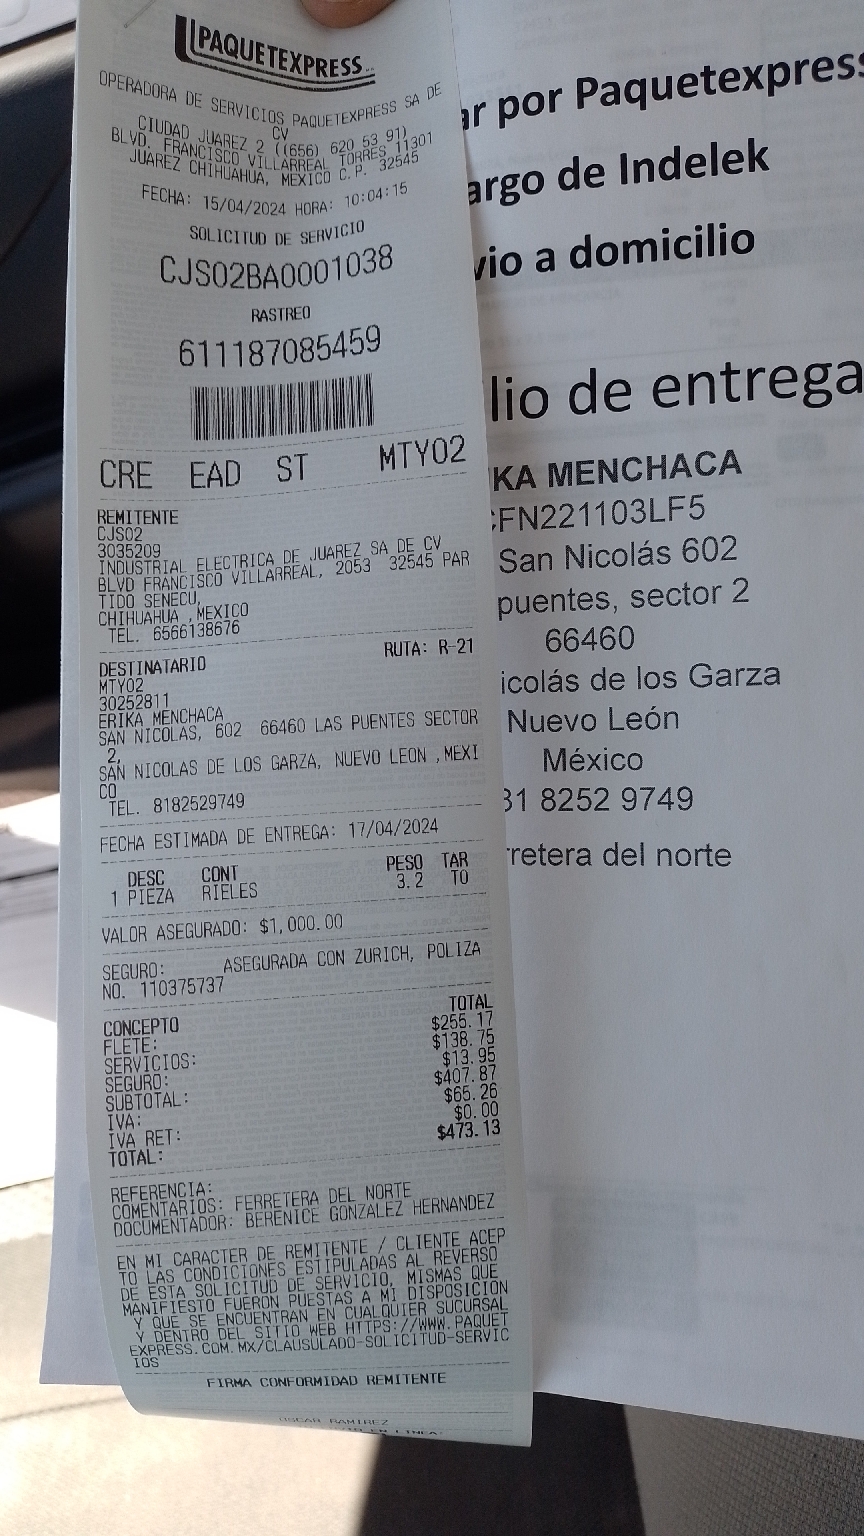 PAQUETEXPRESS
OPERADORA DE SERVICIOS PAQUETEXPRESS SA DE
CV
CIUDAD JUAREZ 2 ((656) 620 53 91)
BLVD. FRANCISCO VILLARREAL TORRES 11301
JUAREZ CHIHUAHUA, MEXICO C.P. 32545
FECHA: 15/04/2024 HORA: 10:04:15
SOLICITUD DE SERVICIO
CJS02BA0001038
RASTREO
611187085459
CRE EAD ST MTY02
REMITENTE
CJS02
3035209
INDUSTRIAL ELECTRICA DE JUAREZ SA DE CV
BLVD FRANCISCO VILLARREAL, 2053 32545 PAR
TIDO SENECU,
CHIHUAHUA ,MEXICO
TEL. 6566138676
RUTA: R-21
DESTINATARIO
MTY02
30252811
ERIKA MENCHACA
SAN NICOLAS, 602 66460 LAS PUENTES SECTOR
2,
SAN NICOLAS DE LOS GARZA, NUEVO LEON ,MEXI
CO
TEL. 8182529749
FECHA ESTIMADA DE ENTREGA: 17/04/2024
DESC CONT PESO TAR
1 PIEZA RIELES 3.2 TO
VALOR ASEGURADO: $1,000.00
SEGURO: ASEGURADA CON ZURICH, POLIZA
NO. 110375737
CONCEPTO TOTAL
FLETE: $255.17
SERVICIOS: $138.75
SEGURO: $13.95
SUBTOTAL: $407.87
IVA: $65.26
IVA RET: $0.00
TOTAL: $473.13
REFERENCIA:
COMENTARIOS: FERRETERA DEL NORTE
DOCUMENTADOR: BERENICE GONZALEZ HERNANDEZ
EN MI CARACTER DE REMITENTE / CLIENTE ACEP
TO LAS CONDICIONES ESTIPULADAS AL REVERSO
DE ESTA SOLICITUD DE SERVICIO, MISMAS QUE
MANIFIESTO FUERON PUESTAS A MI DISPOSICION
Y QUE SE ENCUENTRAN EN CUALQUIER SUCURSAL
Y DENTRO DEL SITIO WEB HTTPS://WWW.PAQUET
EXPRESS.COM.MX/CLAUSULADO-SOLICITUD-SERVIC
IOS
FIRMA CONFORMIDAD REMITENTE
OSCAR RAMIREZ
ar por Paquetexpress
argo de Indelek
vio a domicilio
lio de entrega
KA MENCHACA
FN221103LF5
San Nicolás 602
puentes, sector 2
66460
icolás de los Garza
Nuevo León
México
81 8252 9749
rretera del norte